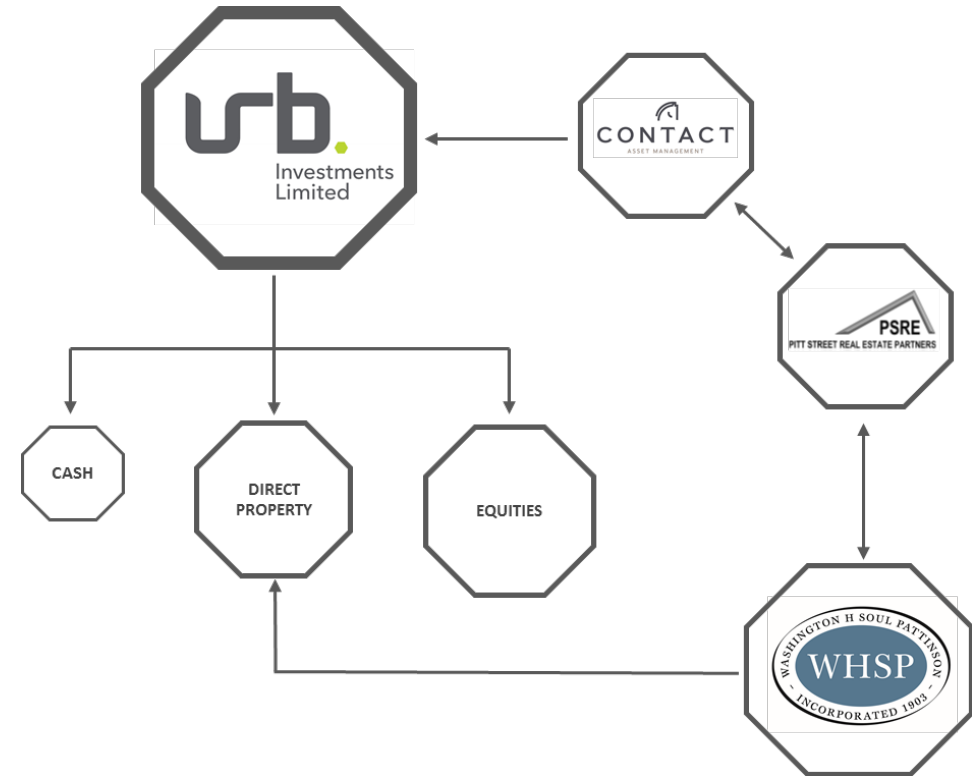 urb.
Investments
Limited
CONTACT
ASSET MANAGEMENT
PSRE
PITT STREET REAL ESTATE PARTNERS
CASH
DIRECT
PROPERTY
EQUITIES
WASHINGTON H SOUL PATTINSON
WHSP
- INCORPORATED 1903 -